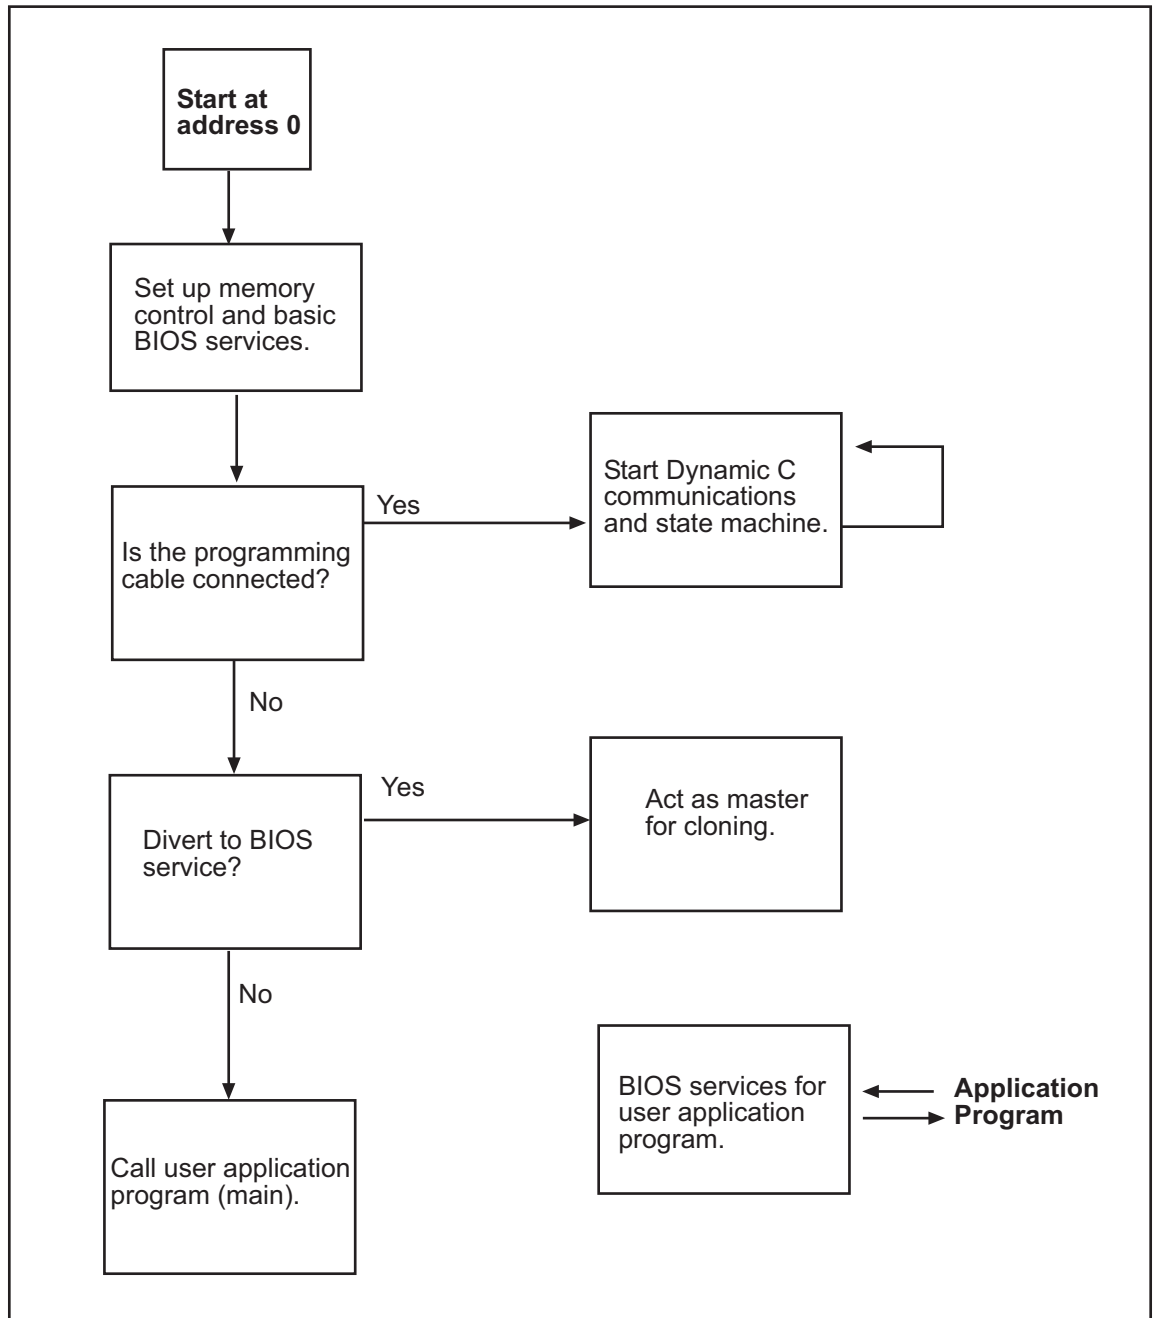 Start at
address 0
Set up memory
control and basic
BIOS services.
Is the programming
cable connected?
Yes
Start Dynamic C
communications
and state machine.
No
Divert to BIOS
service?
Yes
Act as master
for cloning.
No
Call user application
program (main).
BIOS services for
user application
program.
Application
Program